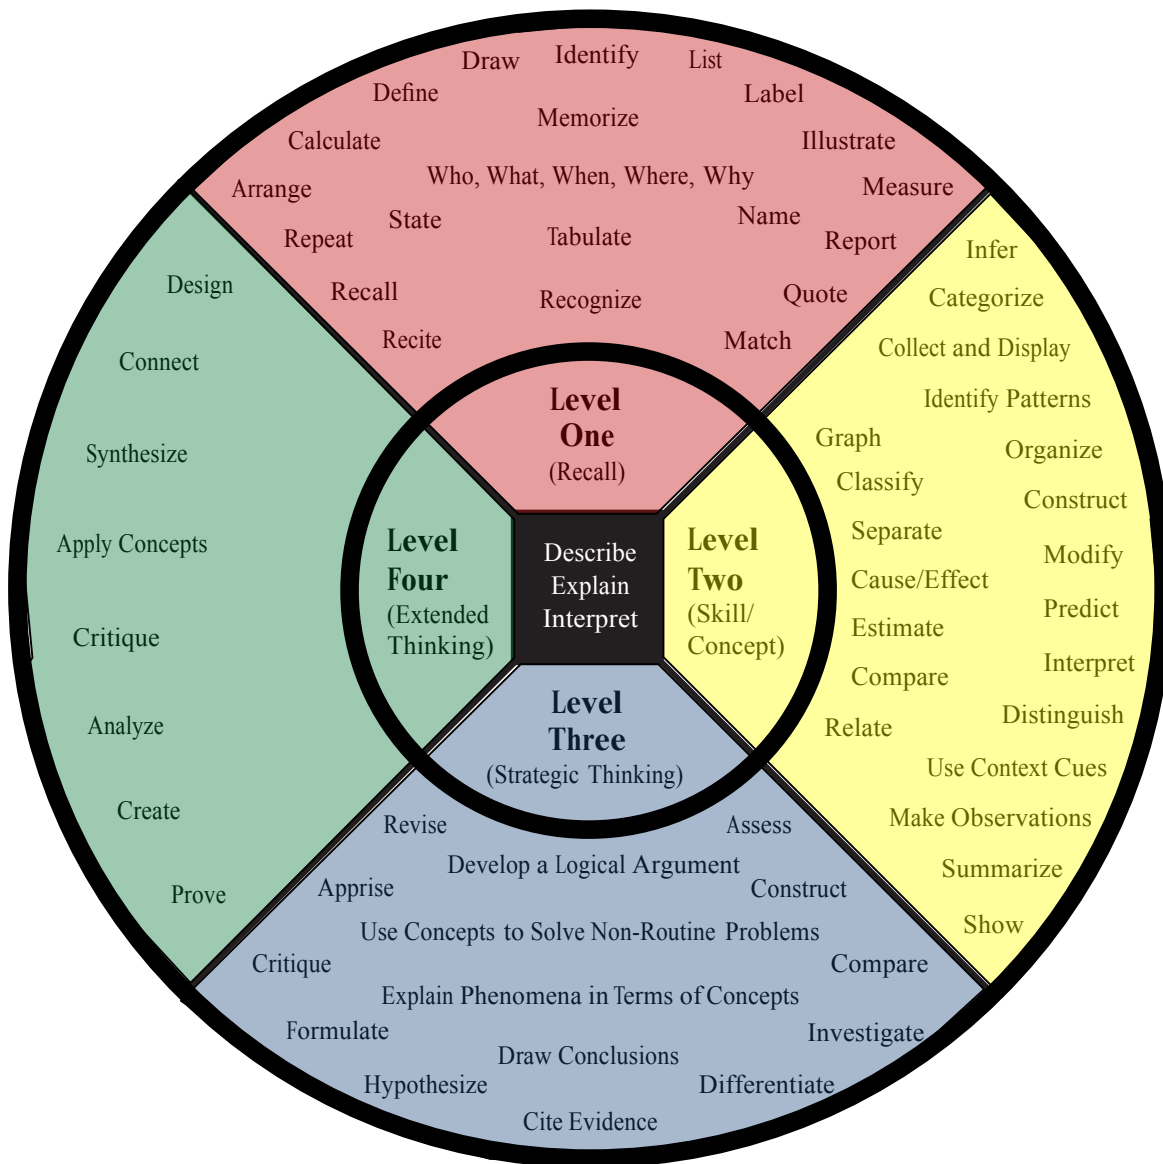 Draw
Identify
List
Define
Label
Memorize
Calculate
Illustrate
Who, What, When, Where, Why
Arrange
Measure
State
Name
Repeat
Tabulate
Report
Recall
Recognize
Quote
Recite
Match
Level
One
(Recall)
Infer
Categorize
Collect and Display
Identify Patterns
Graph
Organize
Classify
Construct
Separate
Modify
Cause/Effect
Predict
Estimate
Interpret
Compare
Distinguish
Relate
Use Context Cues
Make Observations
Summarize
Show
Level
Two
(Skill/
Concept)
Describe
Explain
Interpret
Level
Three
(Strategic Thinking)
Revise
Assess
Develop a Logical Argument
Apprise
Construct
Use Concepts to Solve Non-Routine Problems
Critique
Compare
Explain Phenomena in Terms of Concepts
Formulate
Investigate
Draw Conclusions
Hypothesize
Differentiate
Cite Evidence
Level
Four
(Extended
Thinking)
Design
Connect
Synthesize
Apply Concepts
Critique
Analyze
Create
Prove